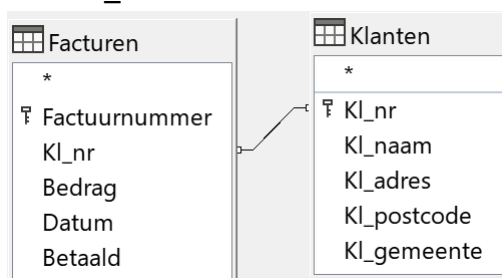 Facturen
*
Factuurnummer
Kl_nr
Bedrag
Datum
Betaald
Klanten
*
Kl_nr
Kl_naam
Kl_adres
Kl_postcode
Kl_gemeente